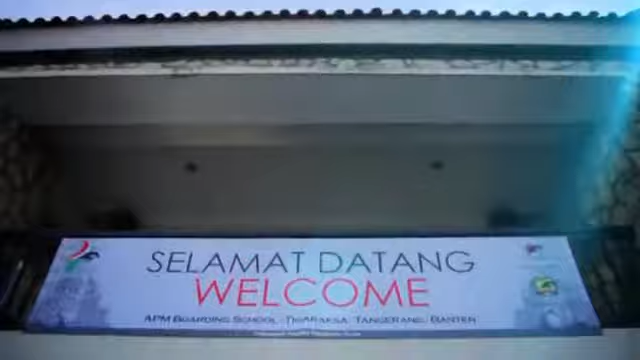 SELAMAT DATANG
WELCOME
APM BOARDING SCHOOL TIGARAKSA TANGERANG BANTEN